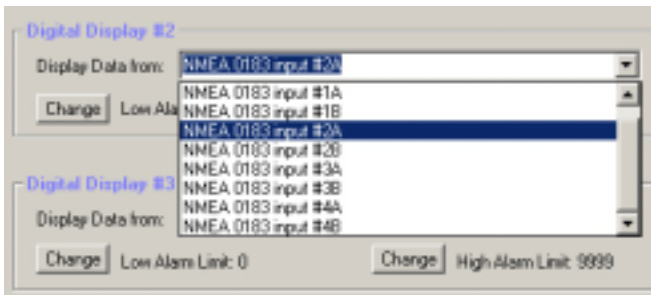 Digital Display #2
Display Data from: NMEA 0183 input #2A
Change Low Ala
NMEA 0183 input #1A
NMEA 0183 input #1B
NMEA 0183 input #2A
NMEA 0183 input #2B
NMEA 0183 input #3A
NMEA 0183 input #3B
NMEA 0183 input #4A
NMEA 0183 input #4B
Digital Display #3
Display Data from:
Change Low Alarm Limit: 0 Change High Alarm Limit: 9999